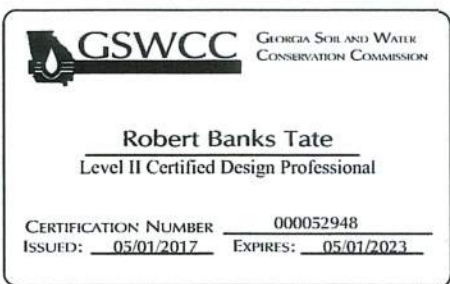 GSWCC
GEORGIA SOIL AND WATER
CONSERVATION COMMISSION
Robert Banks Tate
Level II Certified Design Professional
CERTIFICATION NUMBER 000052948
ISSUED: 05/01/2017 EXPIRES: 05/01/2023